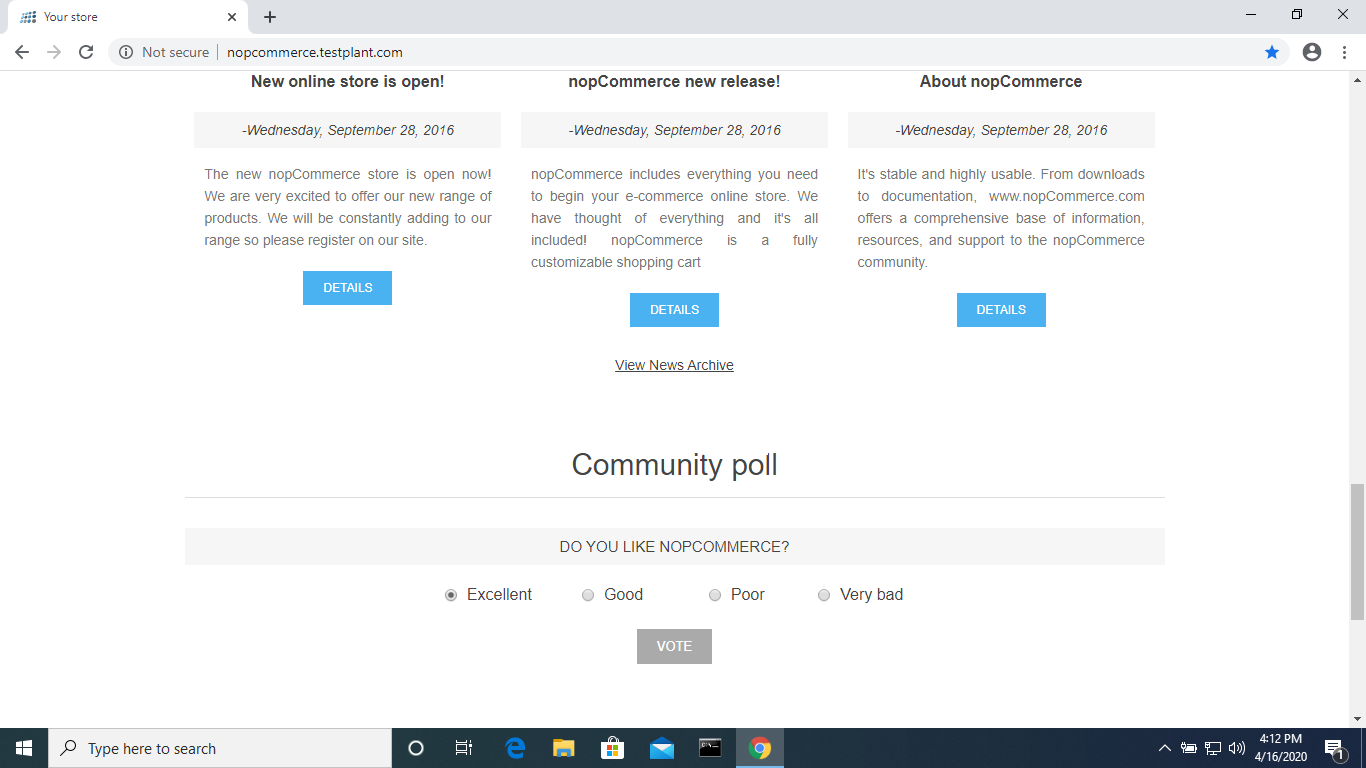 Your store
Not secure nopcommerce.testplant.com
New online store is open!
-Wednesday, September 28, 2016
The new nopCommerce store is open now!
We are very excited to offer our new range of
products. We will be constantly adding to our
range so please register on our site.
DETAILS
nopCommerce new release!
-Wednesday, September 28, 2016
nopCommerce includes everything you need
to begin your e-commerce online store. We
have thought of everything and it's all
included! nopCommerce is a fully
customizable shopping cart
DETAILS
About nopCommerce
-Wednesday, September 28, 2016
It's stable and highly usable. From downloads
to documentation, www.nopCommerce.com
offers a comprehensive base of information,
resources, and support to the nopCommerce
community.
DETAILS
View News Archive
Community poll
DO YOU LIKE NOPCOMMERCE?
Excellent Good Poor Very bad
VOTE
Type here to search
4:12 PM
4/16/2020
1